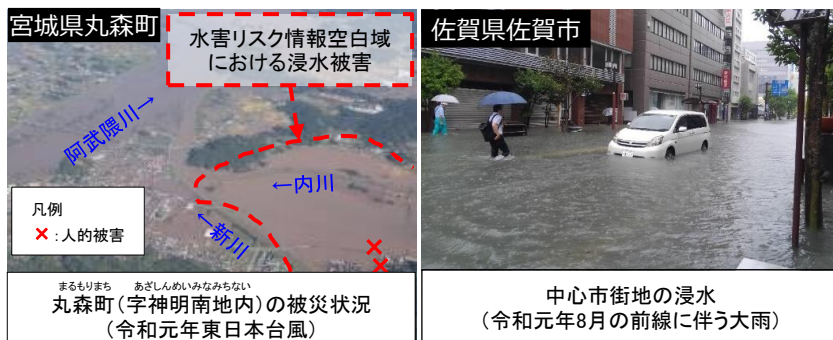 宮城県丸森町
水害リスク情報空白域
における浸水被害
阿武隈川→
←内川
←新川
凡例
×：人的被害
まるもりまち あざしんめいみなみちない
丸森町（字神明南地内）の被災状況
（令和元年東日本台風）
佐賀県佐賀市
中心市街地の浸水
（令和元年8月の前線に伴う大雨）